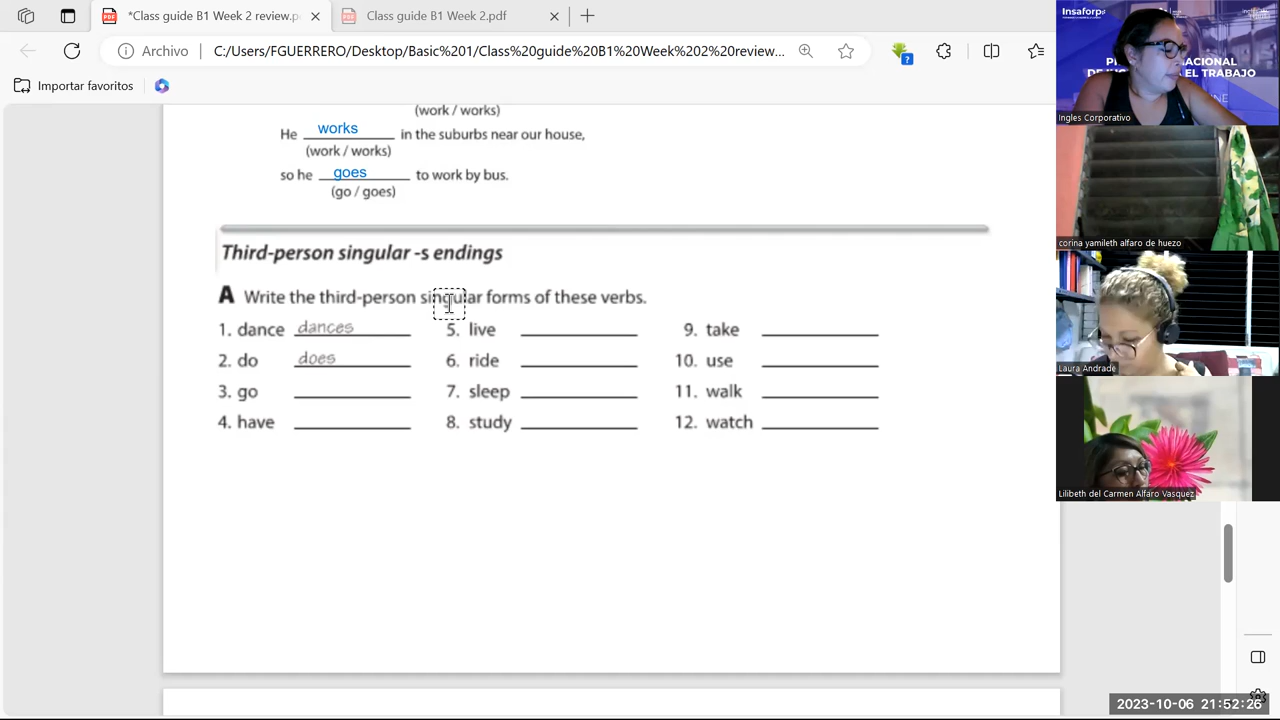 *Class guide B1 Week 2 review.p
guide B1 Week2.pdf
Archivo
C:/Users/FGUERRERO/Desktop/Basic%201/Class%20guide%20B1%20Week%202%20review...
Importar favoritos
(work / works)
He works in the suburbs near our house,
(work / works)
so he goes to work by bus.
(go / goes)
Third-person singular -s endings
A Write the third-person singular forms of these verbs.
1. dance dances 5. live 9. take
2. do does 6. ride 10. use
3. go 7. sleep 11. walk
4. have 8. study 12. watch
Insaforp
NACIONAL
EL TRABAJO
Ingles Corporativo
corina yamileth alfaro de huezo
Laura Andrade
Lilibeth del Carmen Alfaro Vasquez
2023-10-06 21:52:26